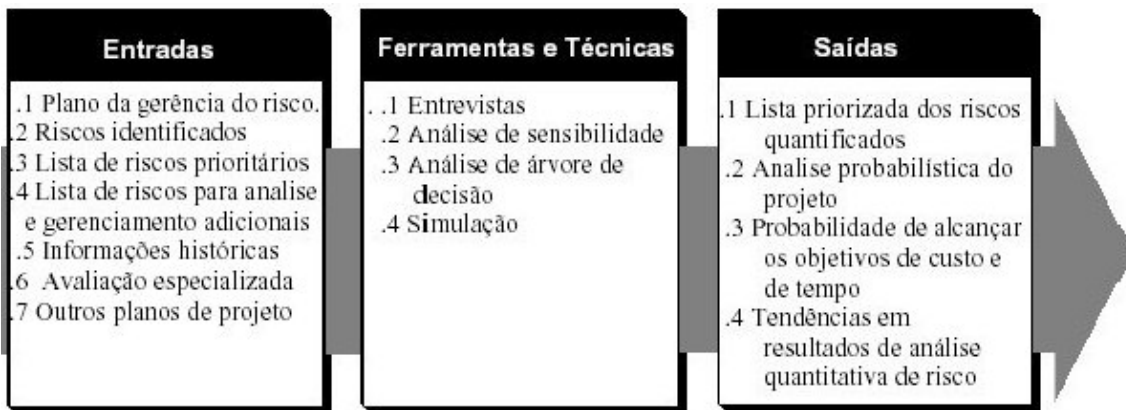 Entradas
.1 Plano da gerência do risco.
.2 Riscos identificados
.3 Lista de riscos prioritários
.4 Lista de riscos para analise
e gerenciamento adicionais
.5 Informações históricas
.6 Avaliação especializada
.7 Outros planos de projeto
Ferramentas e Técnicas
. .1 Entrevistas
.2 Análise de sensibilidade
.3 Análise de árvore de
decisão
.4 Simulação
Saídas
.1 Lista priorizada dos riscos
quantificados
.2 Analise probabilística do
projeto
.3 Probabilidade de alcançar
os objetivos de custo e
de tempo
.4 Tendências em
resultados de análise
quantitativa de risco